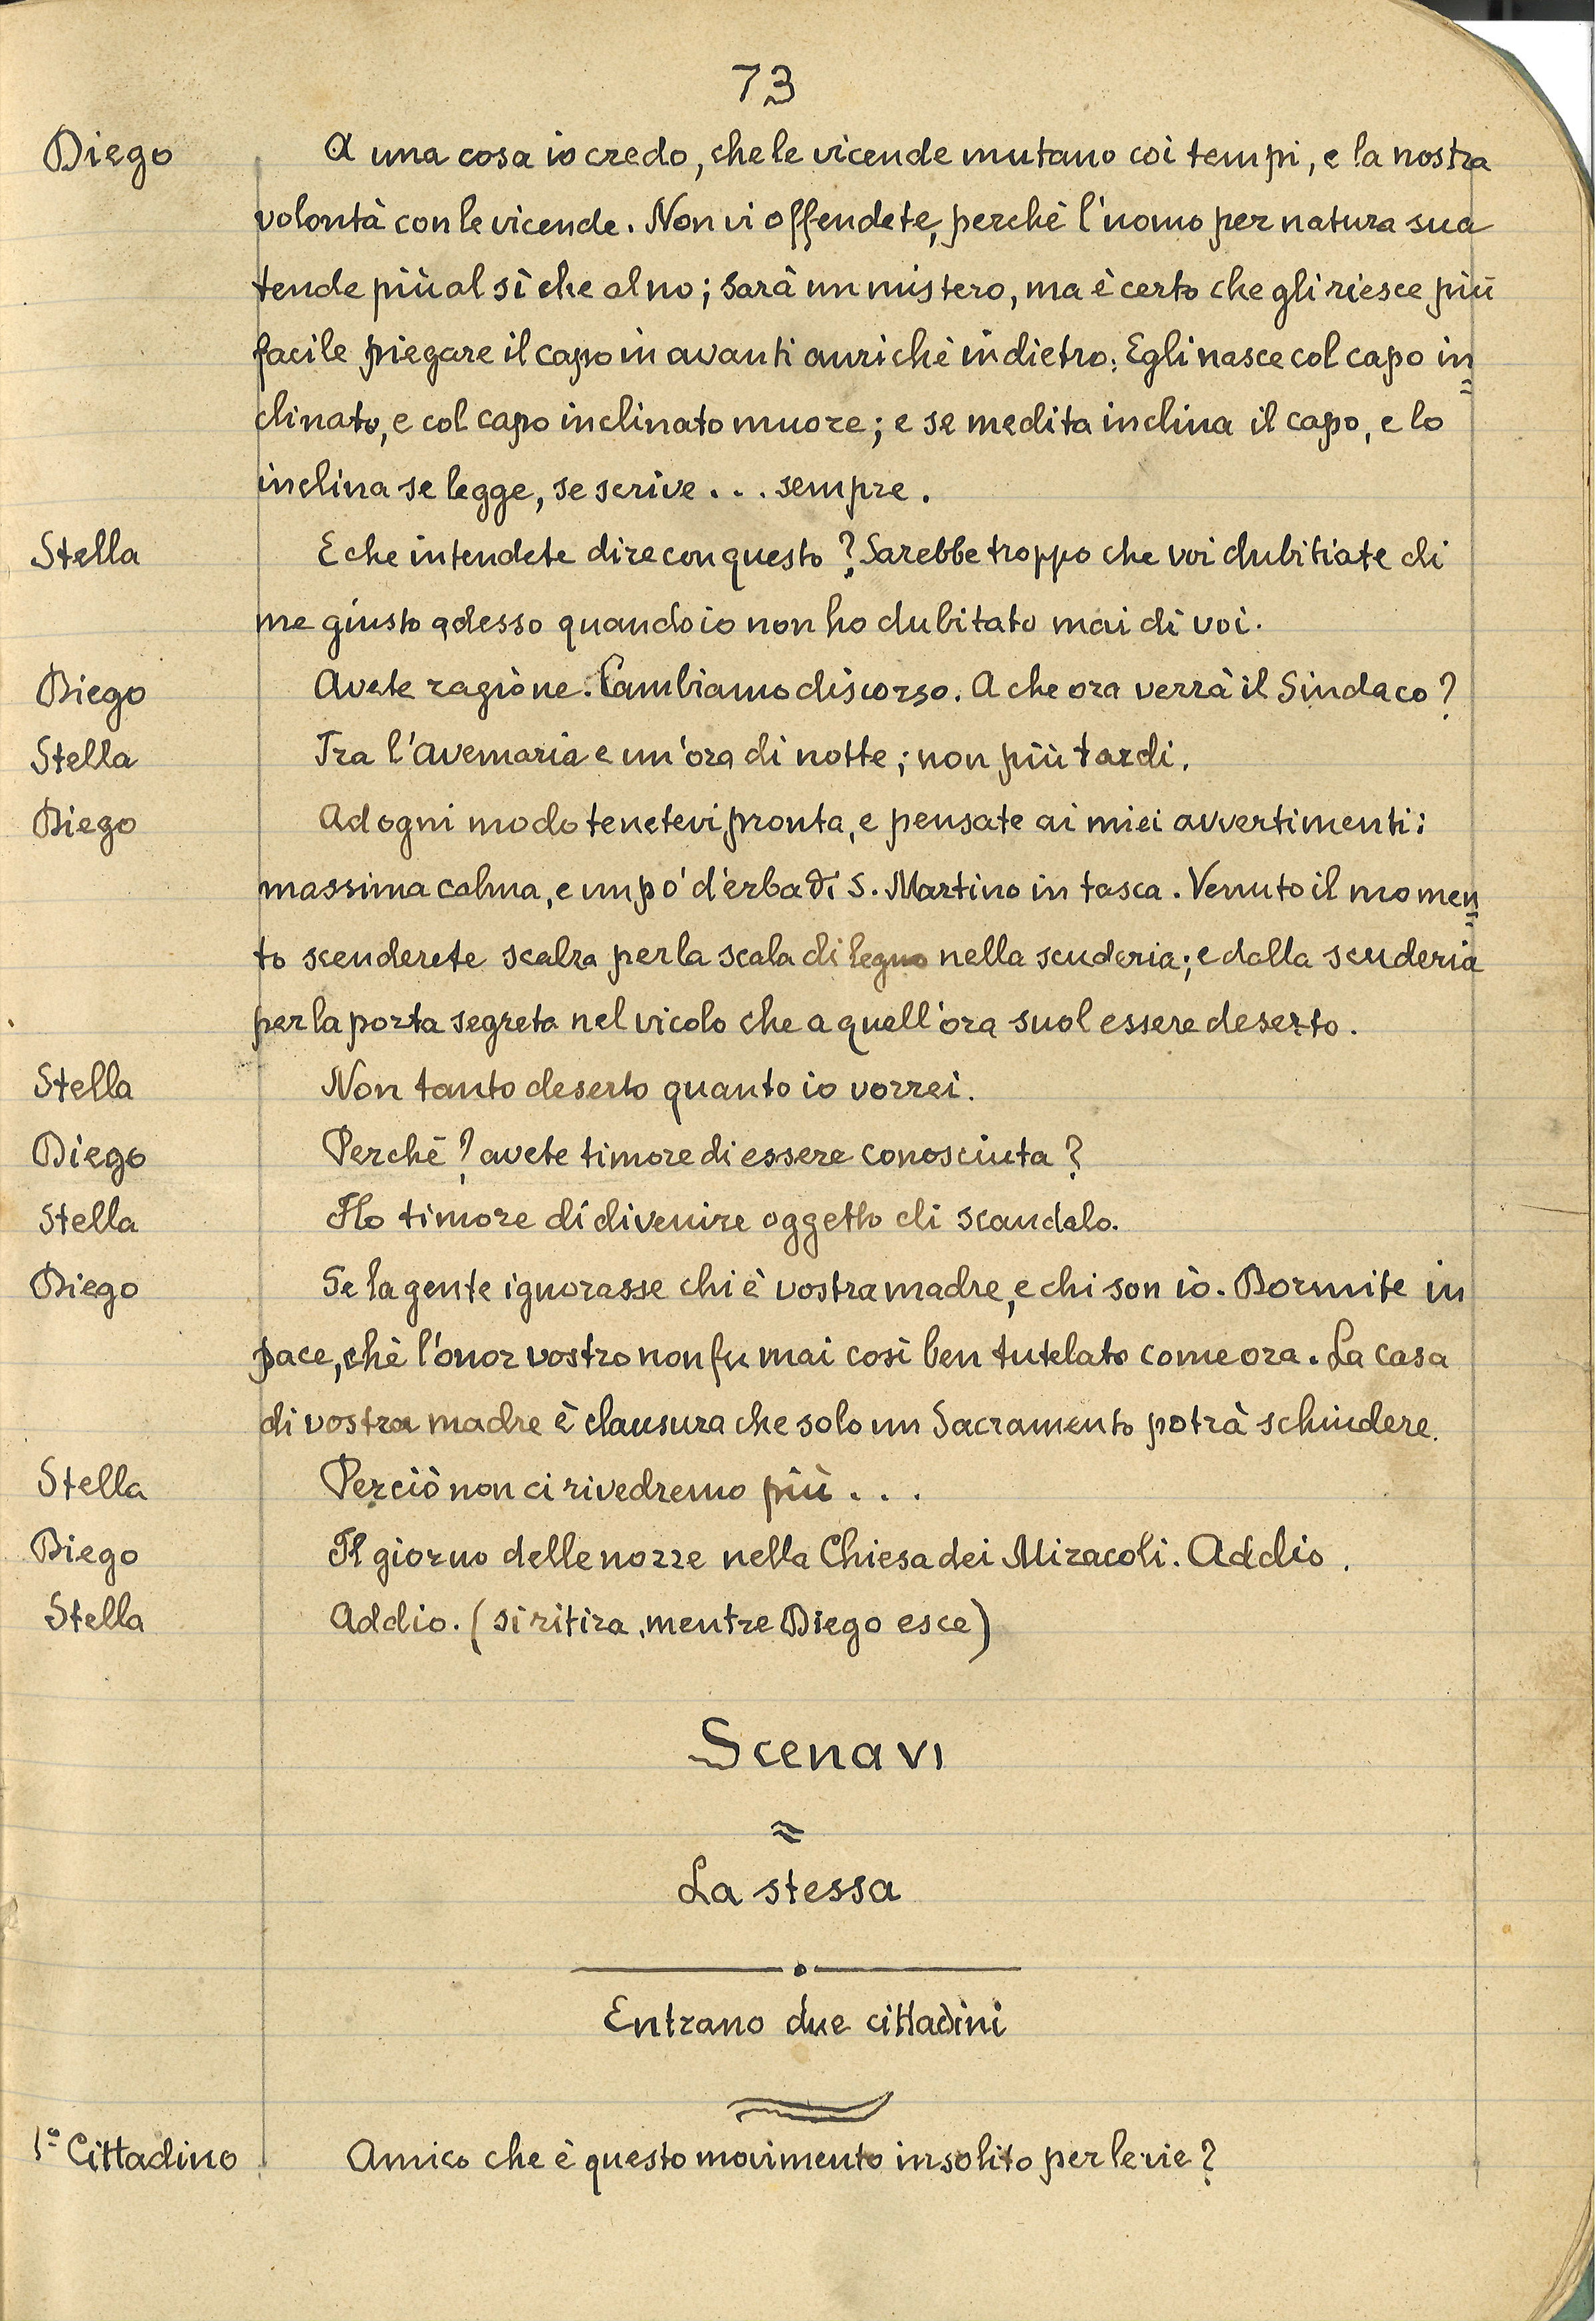 73
Diego A una cosa io credo, che le vicende mutano coi tempi, e la nostra
volontà con le vicende. Non vi offendete, perchè l'uomo per natura sua
tende più al sì che al no; sarà un mistero, ma è certo che gli riesce più
facile piegare il capo in avanti anzichè indietro. Egli nasce col capo in=
clinato, e col capo inclinato muore; e se medita inclina il capo, e lo
inclina se legge, se scrive... sempre.
Stella E che intendete dire con questo? Sarebbe troppo che voi dubitiate di
me giusto adesso quando io non ho dubitato mai di voi.
Diego Avete ragione. Cambiamo discorso. A che ora verrà il Sindaco?
Stella Tra l'avemaria e un'ora di notte; non più tardi.
Diego Ad ogni modo tenetevi pronta, e pensate ai miei avvertimenti:
massima calma, e un pò d'erba di S. Martino in tasca. Venuto il momen=
to scenderete scalza per la scala di legno nella scuderia; e dalla scuderia
per la porta segreta nel vicolo che a quell'ora suol essere deserto.
Stella Non tanto deserto quanto io vorrei.
Diego Perchè? avete timore di essere conosciuta?
Stella Ho timore di divenire oggetto di scandalo.
Diego Se la gente ignorasse chi è vostra madre, e chi son io. Dormite in
pace, chè l'onor vostro non fu mai così ben tutelato come ora. La casa
di vostra madre è clausura che solo un Sacramento potrà schiudere.
Stella Perciò non ci rivedremo più...
Diego Il giorno delle nozze nella Chiesa dei Miracoli. Addio.
Stella Addio. (si ritira, mentre Diego esce)
Scena VI
La stessa
Entrano due cittadini
1º Cittadino Amico che è questo movimento insolito per le vie?